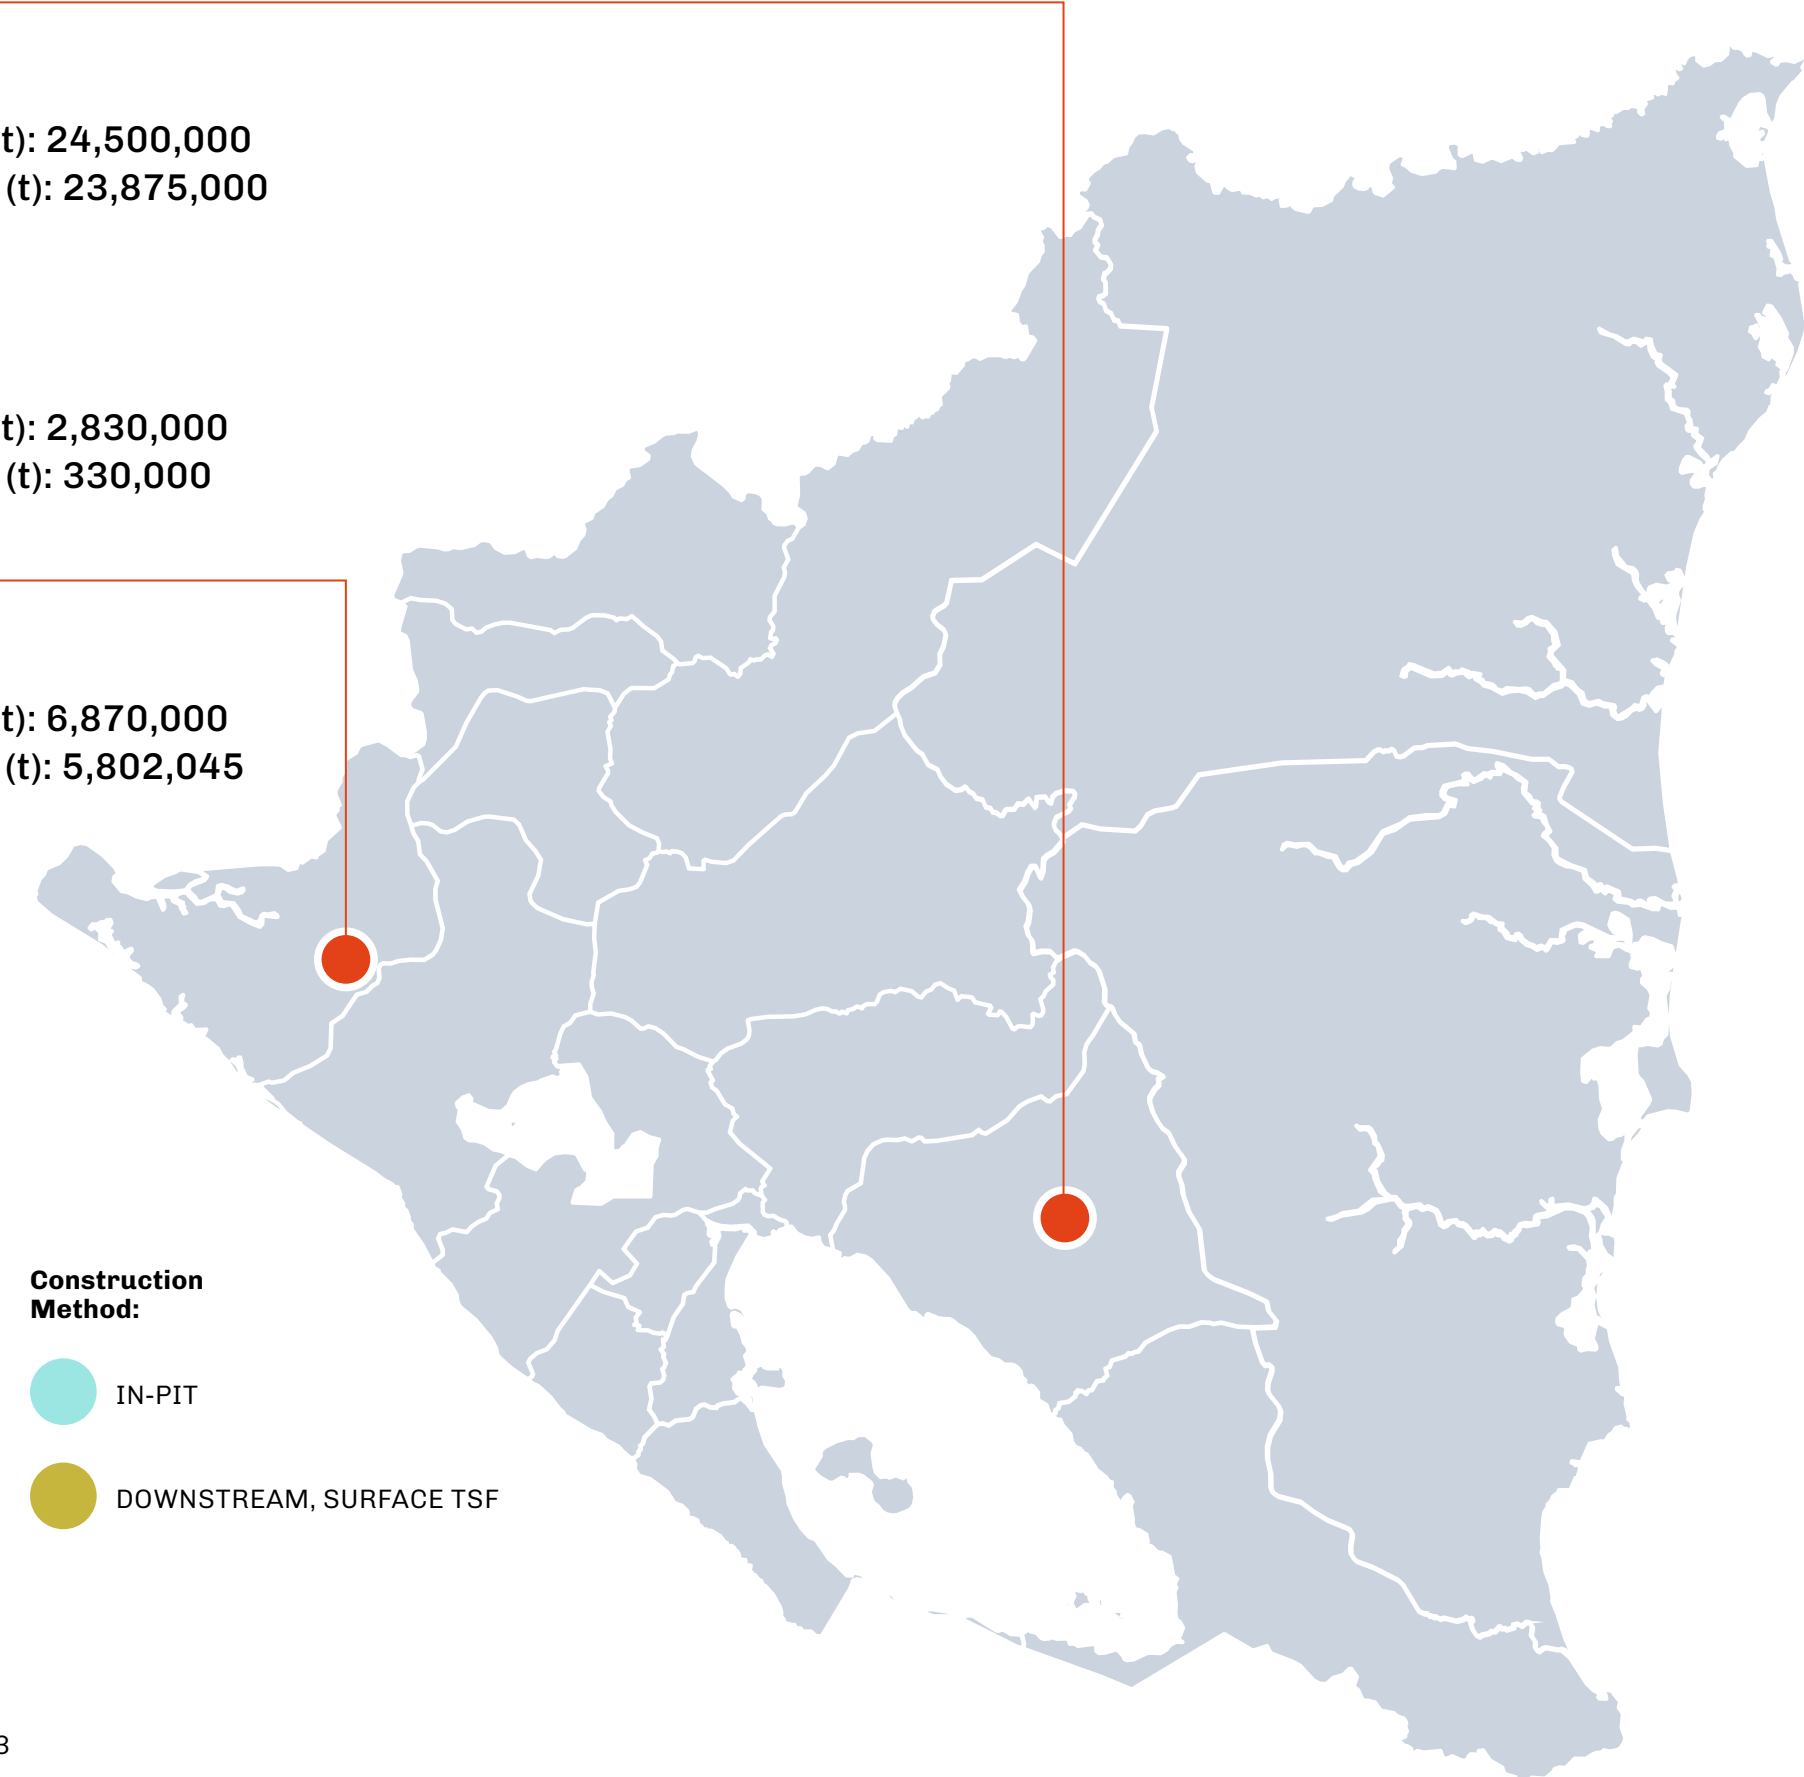 t): 24,500,000
(t): 23,875,000
t): 2,830,000
(t): 330,000
t): 6,870,000
(t): 5,802,045
Construction
Method:
IN-PIT
DOWNSTREAM, SURFACE TSF
3